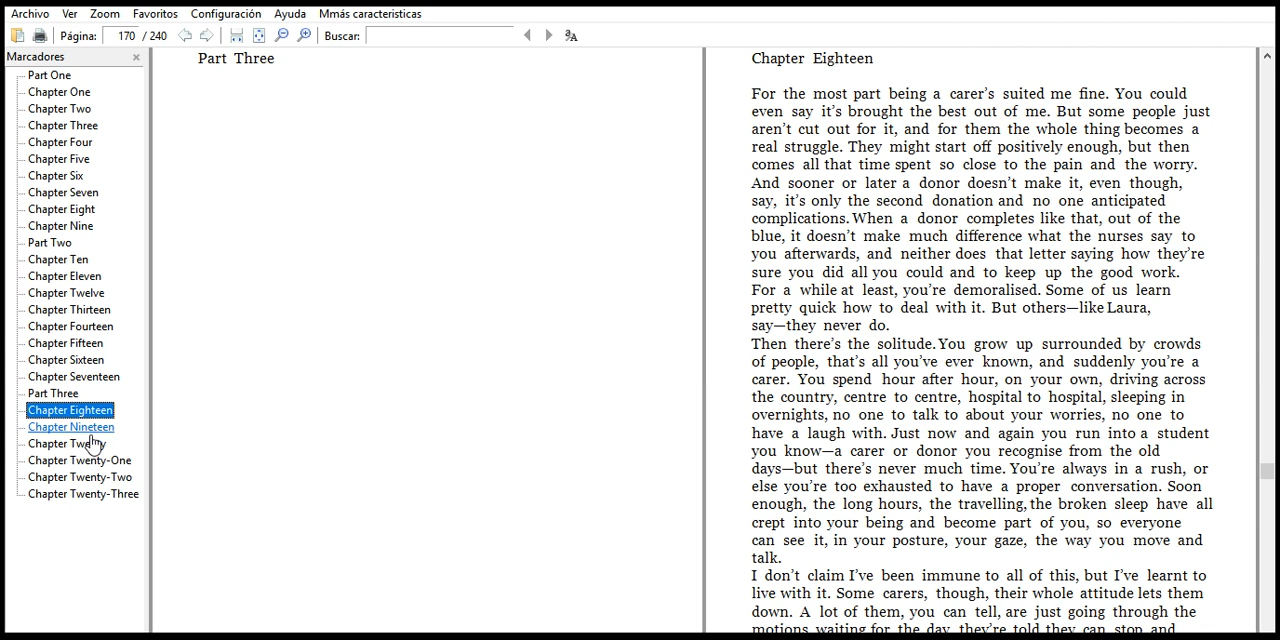 Archivo Ver Zoom Favoritos Configuración Ayuda Mmás caracteristicas
Página: 170 / 240 Buscar:
Marcadores
Part One
Chapter One
Chapter Two
Chapter Three
Chapter Four
Chapter Five
Chapter Six
Chapter Seven
Chapter Eight
Chapter Nine
Part Two
Chapter Ten
Chapter Eleven
Chapter Twelve
Chapter Thirteen
Chapter Fourteen
Chapter Fifteen
Chapter Sixteen
Chapter Seventeen
Part Three
Chapter Eighteen
Chapter Nineteen
Chapter Twenty
Chapter Twenty-One
Chapter Twenty-Two
Chapter Twenty-Three
Part Three
Chapter Eighteen
For the most part being a carer’s suited me fine. You could
even say it’s brought the best out of me. But some people just
aren’t cut out for it, and for them the whole thing becomes a
real struggle. They might start off positively enough, but then
comes all that time spent so close to the pain and the worry.
And sooner or later a donor doesn’t make it, even though,
say, it’s only the second donation and no one anticipated
complications. When a donor completes like that, out of the
blue, it doesn’t make much difference what the nurses say to
you afterwards, and neither does that letter saying how they’re
sure you did all you could and to keep up the good work.
For a while at least, you’re demoralised. Some of us learn
pretty quick how to deal with it. But others—like Laura,
say—they never do.
Then there’s the solitude. You grow up surrounded by crowds
of people, that’s all you’ve ever known, and suddenly you’re a
carer. You spend hour after hour, on your own, driving across
the country, centre to centre, hospital to hospital, sleeping in
overnights, no one to talk to about your worries, no one to
have a laugh with. Just now and again you run into a student
you know—a carer or donor you recognise from the old
days—but there’s never much time. You’re always in a rush, or
else you’re too exhausted to have a proper conversation. Soon
enough, the long hours, the travelling, the broken sleep have all
crept into your being and become part of you, so everyone
can see it, in your posture, your gaze, the way you move and
talk.
I don’t claim I’ve been immune to all of this, but I’ve learnt to
live with it. Some carers, though, their whole attitude lets them
down. A lot of them, you can tell, are just going through the
motions, waiting for the day they’re told they can stop and